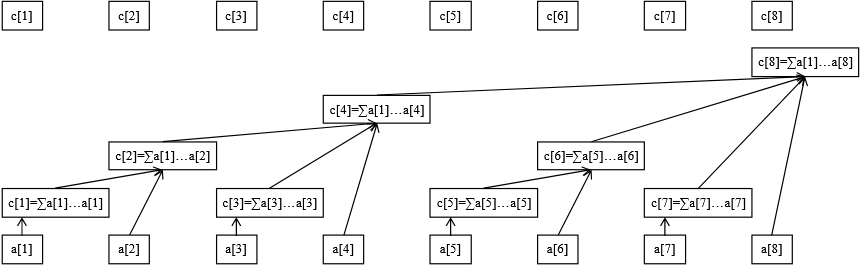 c[1] c[2] c[3] c[4] c[5] c[6] c[7] c[8]
c[8]=∑a[1]…a[8]
c[4]=∑a[1]…a[4]
c[2]=∑a[1]…a[2] c[6]=∑a[5]…a[6]
c[1]=∑a[1]…a[1] c[3]=∑a[3]…a[3] c[5]=∑a[5]…a[5] c[7]=∑a[7]…a[7]
a[1] a[2] a[3] a[4] a[5] a[6] a[7] a[8]